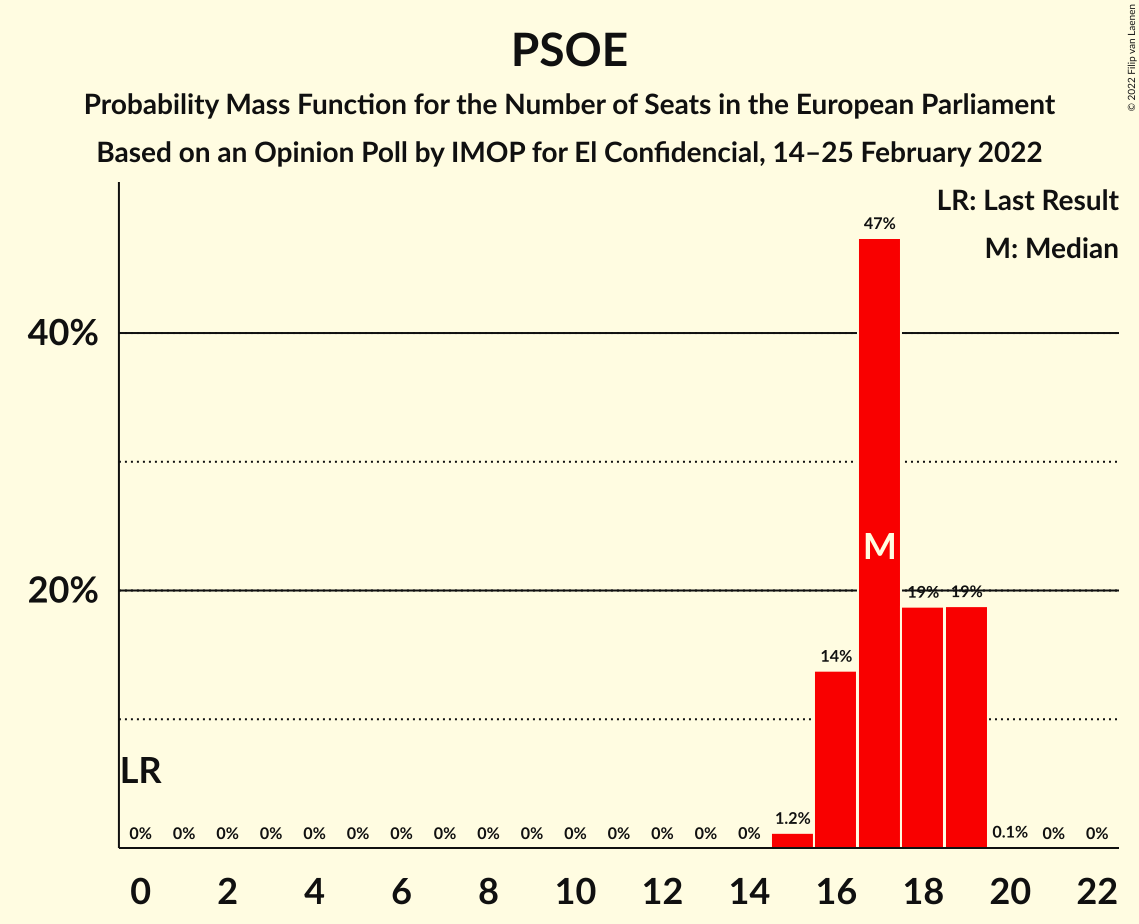 PSOE
Probability Mass Function for the Number of Seats in the European Parliament
Based on an Opinion Poll by IMOP for El Confidencial, 14–25 February 2022
© 2022 Filip van Laenen
LR: Last Result
M: Median
47%
40%
M
20%
19% 19%
14%
LR
1.2%
0% 0% 0% 0% 0% 0% 0% 0% 0% 0% 0% 0% 0% 0% 0% 0.1% 0% 0%
0 2 4 6 8 10 12 14 16 18 20 22